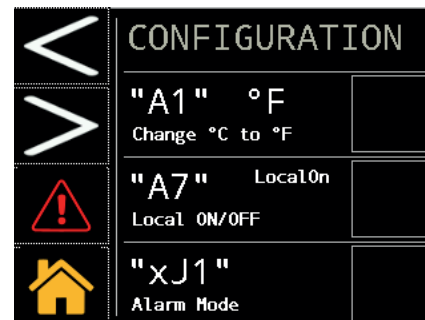 CONFIGURATION
"A1" °F
Change °C to °F
"A7" LocalOn
Local ON/OFF
"xJ1"
Alarm Mode